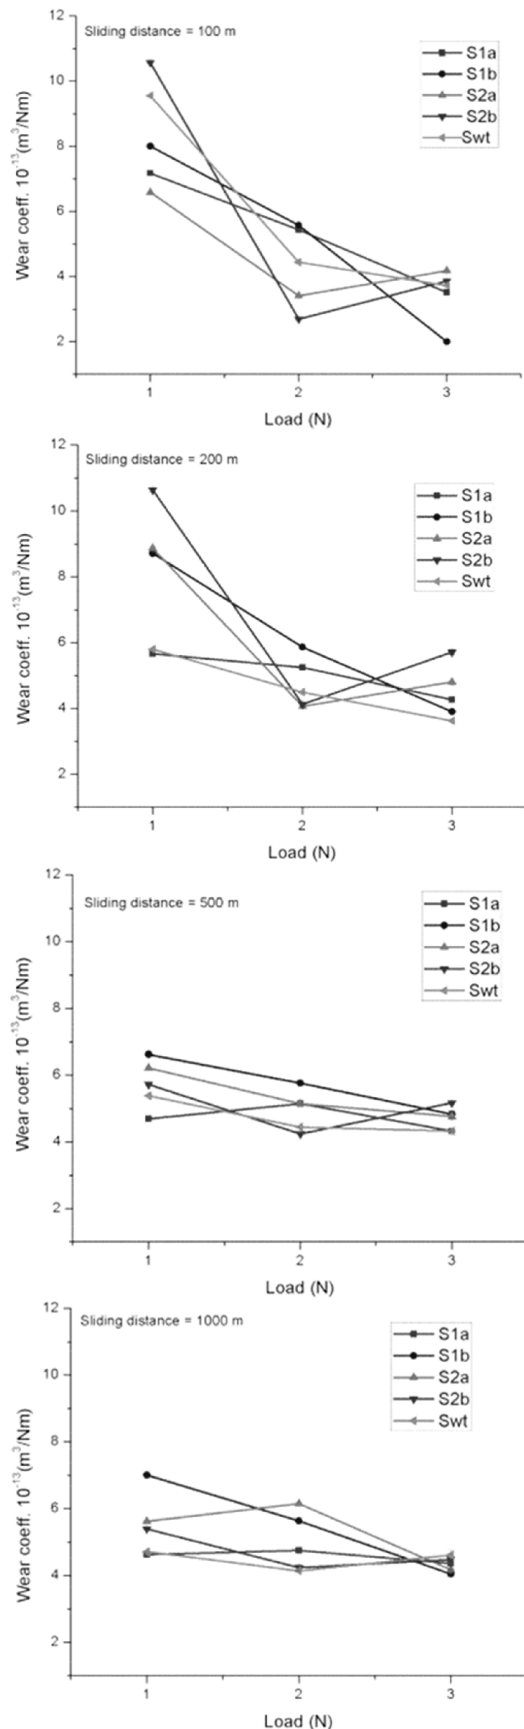 Sliding distance = 100 m
S1a
S1b
S2a
S2b
Swt
12
10
8
6
4
2
Wear coeff. 10⁻¹³(m³/Nm)
1 2 3
Load (N)
Sliding distance = 200 m
S1a
S1b
S2a
S2b
Swt
12
10
8
6
4
2
Wear coeff. 10⁻¹³(m³/Nm)
1 2 3
Load (N)
Sliding distance = 500 m
S1a
S1b
S2a
S2b
Swt
12
10
8
6
4
2
Wear coeff. 10⁻¹³(m³/Nm)
1 2 3
Load (N)
Sliding distance = 1000 m
S1a
S1b
S2a
S2b
Swt
12
10
8
6
4
2
Wear coeff. 10⁻¹³(m³/Nm)
1 2 3
Load (N)